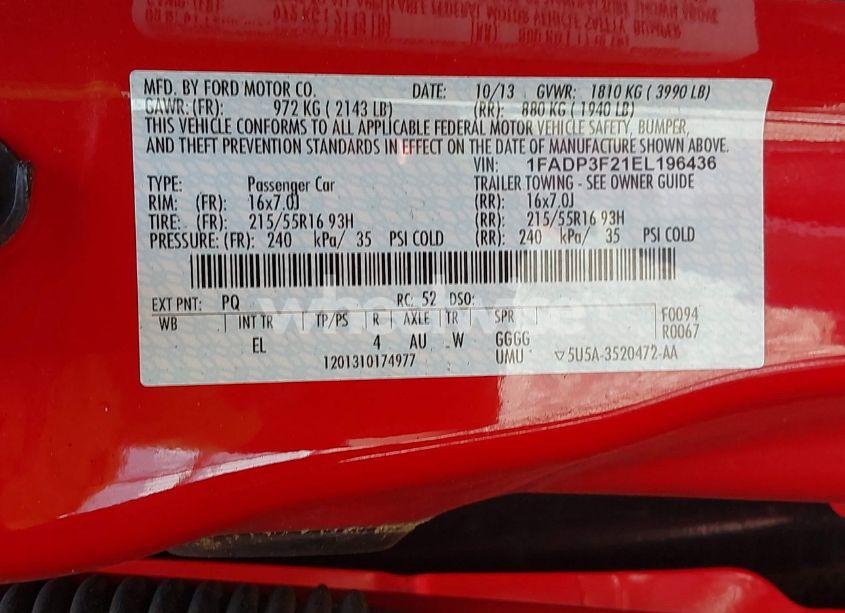 MFD. BY FORD MOTOR CO. DATE: 10/13 GVWR: 1810 KG ( 3990 LB)
GAWR: (FR): 972 KG ( 2143 LB) (RR): 880 KG ( 1940 LB)
THIS VEHICLE CONFORMS TO ALL APPLICABLE FEDERAL MOTOR VEHICLE SAFETY, BUMPER,
AND THEFT PREVENTION STANDARDS IN EFFECT ON THE DATE OF MANUFACTURE SHOWN ABOVE.
VIN: 1FADP3F21EL196436
TYPE: Passenger Car TRAILER TOWING - SEE OWNER GUIDE
RIM: (FR): 16x7.0J (RR): 16x7.0J
TIRE: (FR): 215/55R16 93H (RR): 215/55R16 93H
PRESSURE: (FR): 240 kPa/ 35 PSI COLD (RR): 240 kPa/ 35 PSI COLD
EXT PNT: PQ RC: 52 DSO: F0094
WB INT TR TP/PS R AXLE TR SPR R0067
EL 4 AU W GGGG
1201310174977 UMU ▽5U5A-3520472-AA